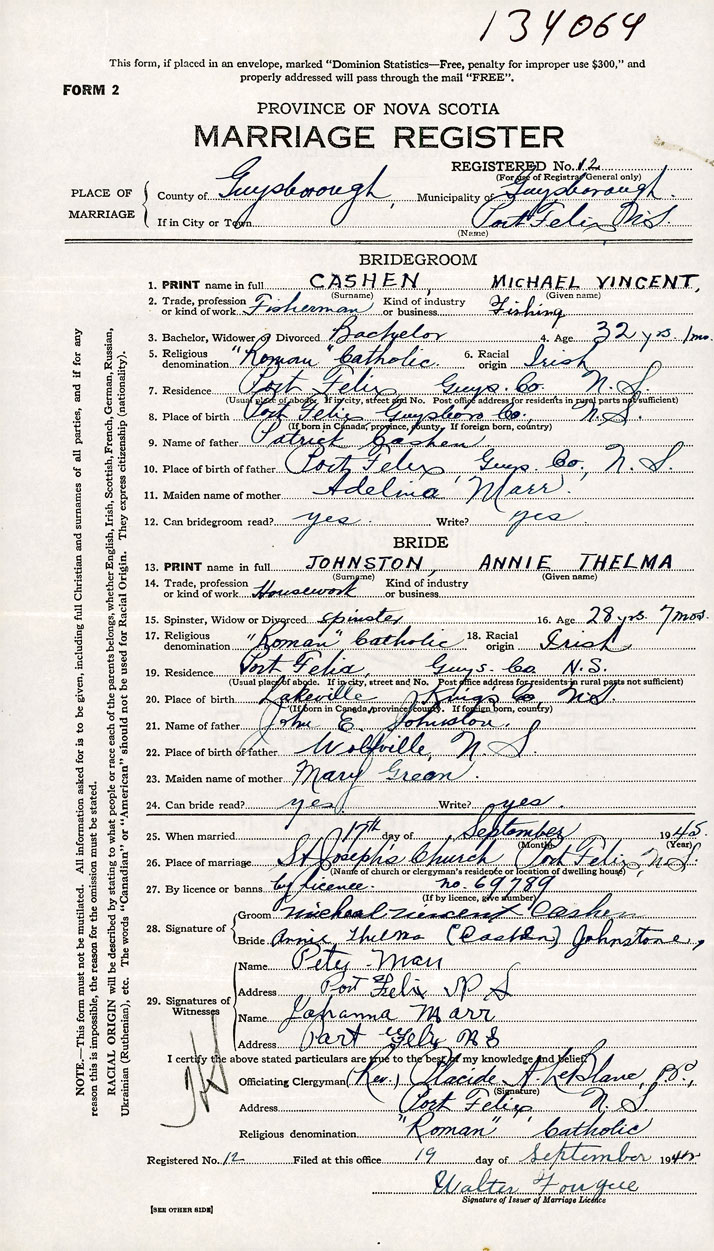 134064
This form, if placed in an envelope, marked "Dominion Statistics—Free, penalty for improper use $300," and
properly addressed will pass through the mail "FREE".
FORM 2
PROVINCE OF NOVA SCOTIA
MARRIAGE REGISTER
REGISTERED No. 12
(For use of Registrar General only)
PLACE OF MARRIAGE
County of Guysborough, Municipality of Guysborough.
If in City or Town Port Felix N.S.
(Name)
BRIDEGROOM
1. PRINT name in full CASHEN, MICHAEL VINCENT,
(Surname) (Given name)
2. Trade, profession or kind of work Fisherman Kind of industry or business Fishing
3. Bachelor, Widower or Divorced Bachelor 4. Age 32 yrs. 1 mo.
5. Religious denomination "Roman" Catholic 6. Racial origin Irish
7. Residence Port Felix Guys. Co. N.S.
(Usual place of abode. If in city, street and No. Post office address for residents in rural parts not sufficient)
8. Place of birth Port Felix Guysboro Co., N.S.
(If born in Canada, province, county. If foreign born, country)
9. Name of father Patrick Cashen
10. Place of birth of father Port Felix Guys. Co., N.S.
11. Maiden name of mother Adelina Marr.
12. Can bridegroom read? yes. Write? yes
BRIDE
13. PRINT name in full JOHNSTON, ANNIE THELMA
(Surname) (Given name)
14. Trade, profession or kind of work Housework Kind of industry or business
15. Spinster, Widow or Divorced spinster 16. Age 28 yrs. 7 mos.
17. Religious denomination "Roman" Catholic 18. Racial origin Irish
19. Residence Port Felix, Guys. Co N.S.
(Usual place of abode. If in city, street and No. Post office address for residents in rural parts not sufficient)
20. Place of birth Lakeville King's Co N.S
(If born in Canada, province, county. If foreign born, country)
21. Name of father John E. Johnston.
22. Place of birth of father Wolfville, N.S.
23. Maiden name of mother Mary Green.
24. Can bride read? yes. Write? yes.
25. When married 17th day of September 1945
(Month) (Year)
26. Place of marriage St Joseph's Church Port Felix, N.S.
(Name of church or clergyman's residence or location of dwelling house)
27. By licence or banns by licence. no. 69789
(If by licence, give number)
28. Signature of
Groom Micheal Vincent Cashen
Bride Annie Thelma (Cashen) Johnstone,
29. Signatures of Witnesses
Name Pety Marr
Address Port Felix N S
Name Marr
Address Port Felix N S
I certify the above stated particulars are true to the best of my knowledge and belief
Officiating Clergyman (Rev.) Placide A. LeBlanc, P.P.,
(Signature)
Address Port Felix N.S.
Religious denomination "Roman" Catholic
Registered No. 12 Filed at this office 19 day of September 194
Walter
Signature of Issuer of Marriage Licence
[SEE OTHER SIDE]
NOTE.—This form must not be mutilated. All information asked for is to be given, including full Christian and surnames of all parties, and if for any
reason this is impossible, the reason for the omission must be stated.
RACIAL ORIGIN will be described by stating to what people or race each of the parents belongs, whether English, Irish, Scottish, French, German, Russian,
Ukrainian (Ruthenian), etc. The words "Canadian" or "American" should not be used for Racial Origin. They express citizenship (nationality).